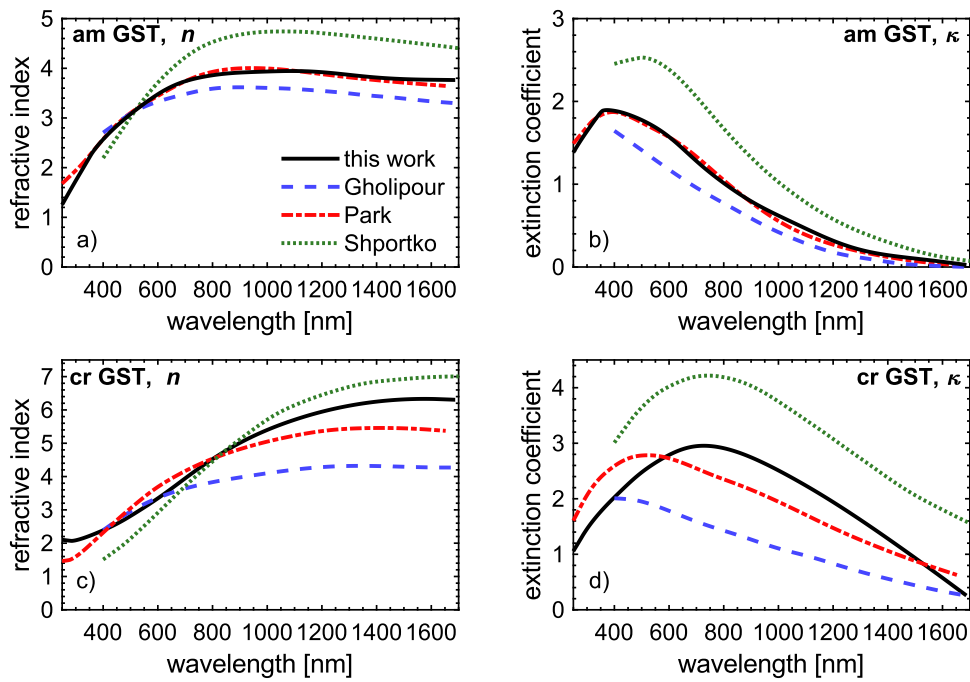 am GST, n
refractive index
5
4
3
2
1
0
this work
Gholipour
Park
Shportko
a)
400 600 800 1000 1200 1400 1600
wavelength [nm]
am GST, κ
extinction coefficient
3
2
1
0
b)
400 600 800 1000 1200 1400 1600
wavelength [nm]
cr GST, n
refractive index
7
6
5
4
3
2
1
0
c)
400 600 800 1000 1200 1400 1600
wavelength [nm]
cr GST, κ
extinction coefficient
4
3
2
1
0
d)
400 600 800 1000 1200 1400 1600
wavelength [nm]